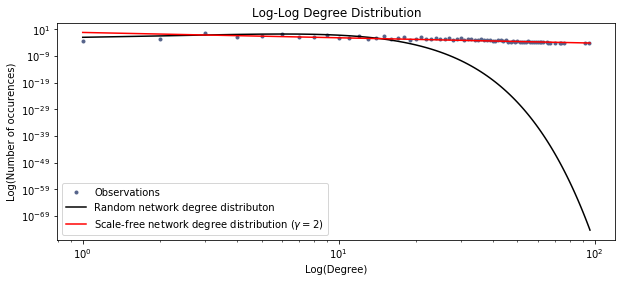 Log-Log Degree Distribution
Log(Number of occurences)
10^1
10^-9
10^-19
10^-29
10^-39
10^-49
10^-59
10^-69
Observations
Random network degree distributon
Scale-free network degree distribution (γ = 2)
10^0
10^1
10^2
Log(Degree)